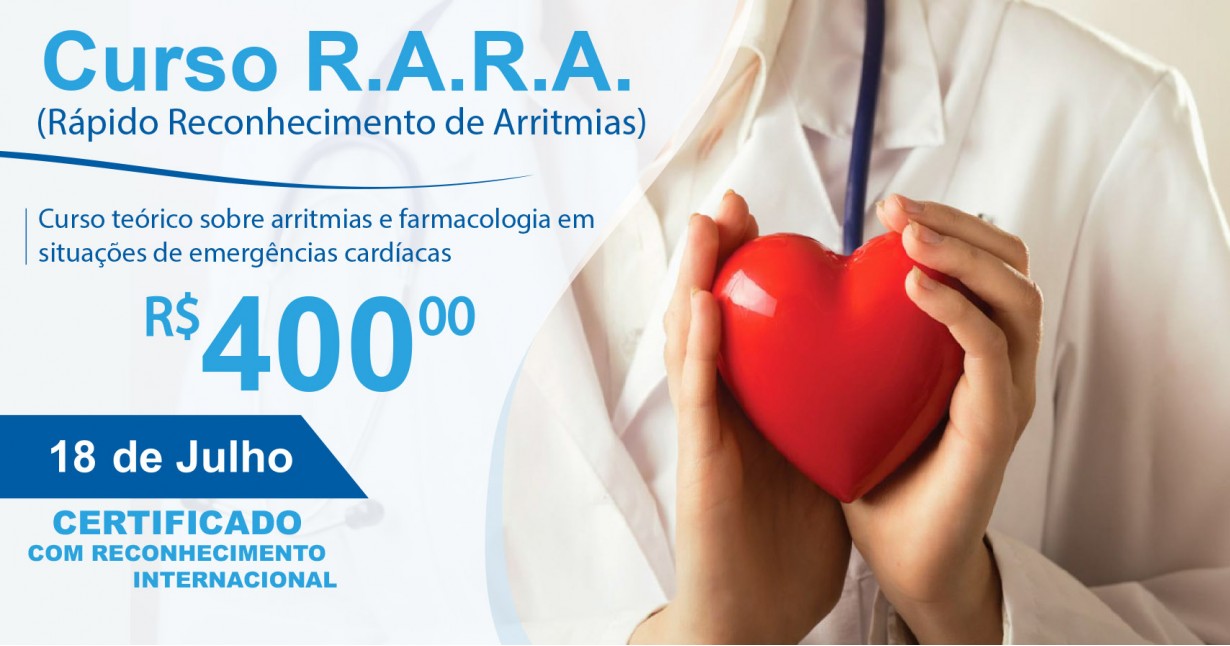 Curso R.A.R.A.
(Rápido Reconhecimento de Arritmias)
Curso teórico sobre arritmias e farmacologia em
situações de emergências cardíacas
R$40000
18 de Julho
CERTIFICADO
COM RECONHECIMENTO
INTERNACIONAL